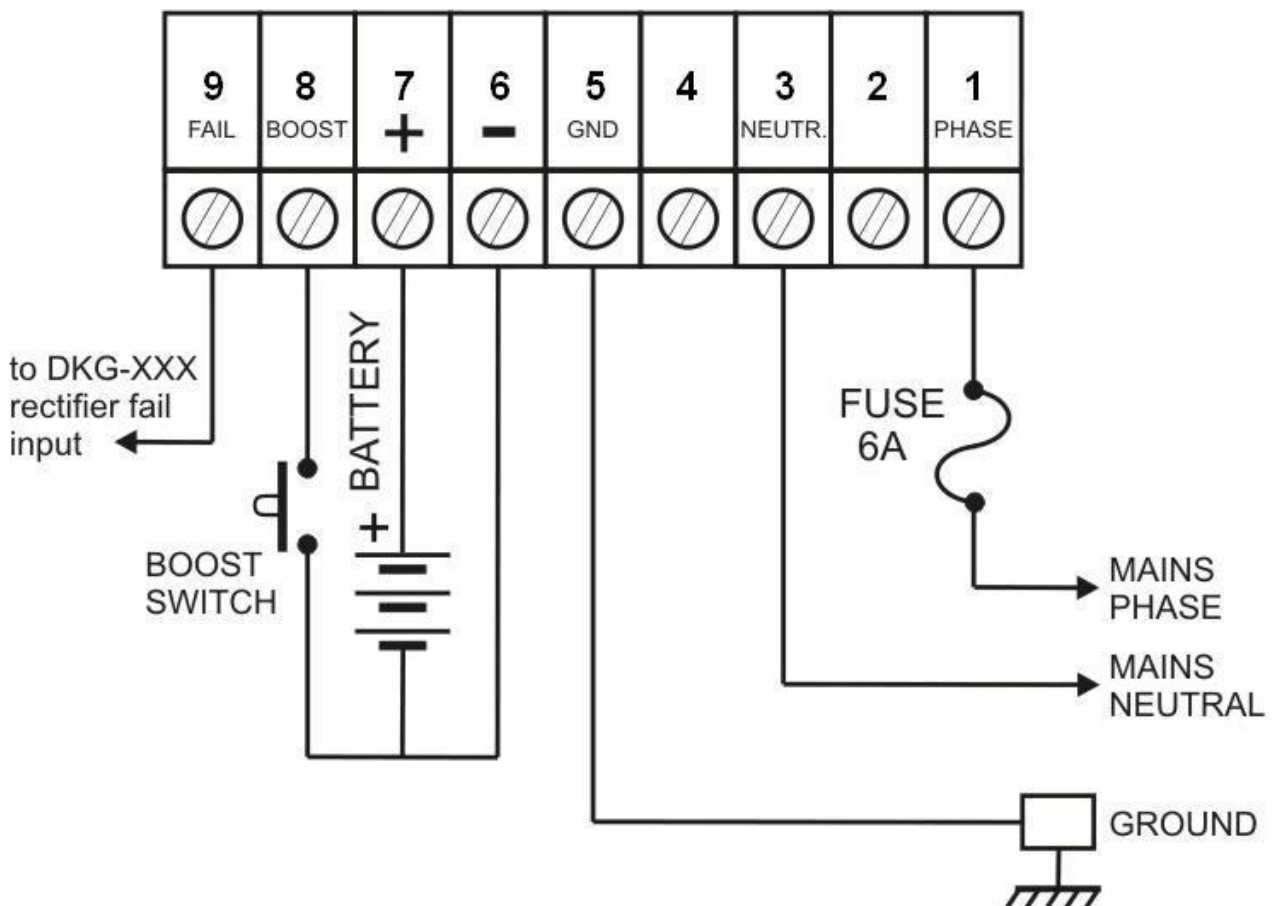 9 8 7 6 5 4 3 2 1
FAIL BOOST + - GND NEUTR. PHASE
to DKG-XXX
rectifier fail
input
+ BATTERY
BOOST
SWITCH
FUSE
6A
MAINS
PHASE
MAINS
NEUTRAL
GROUND